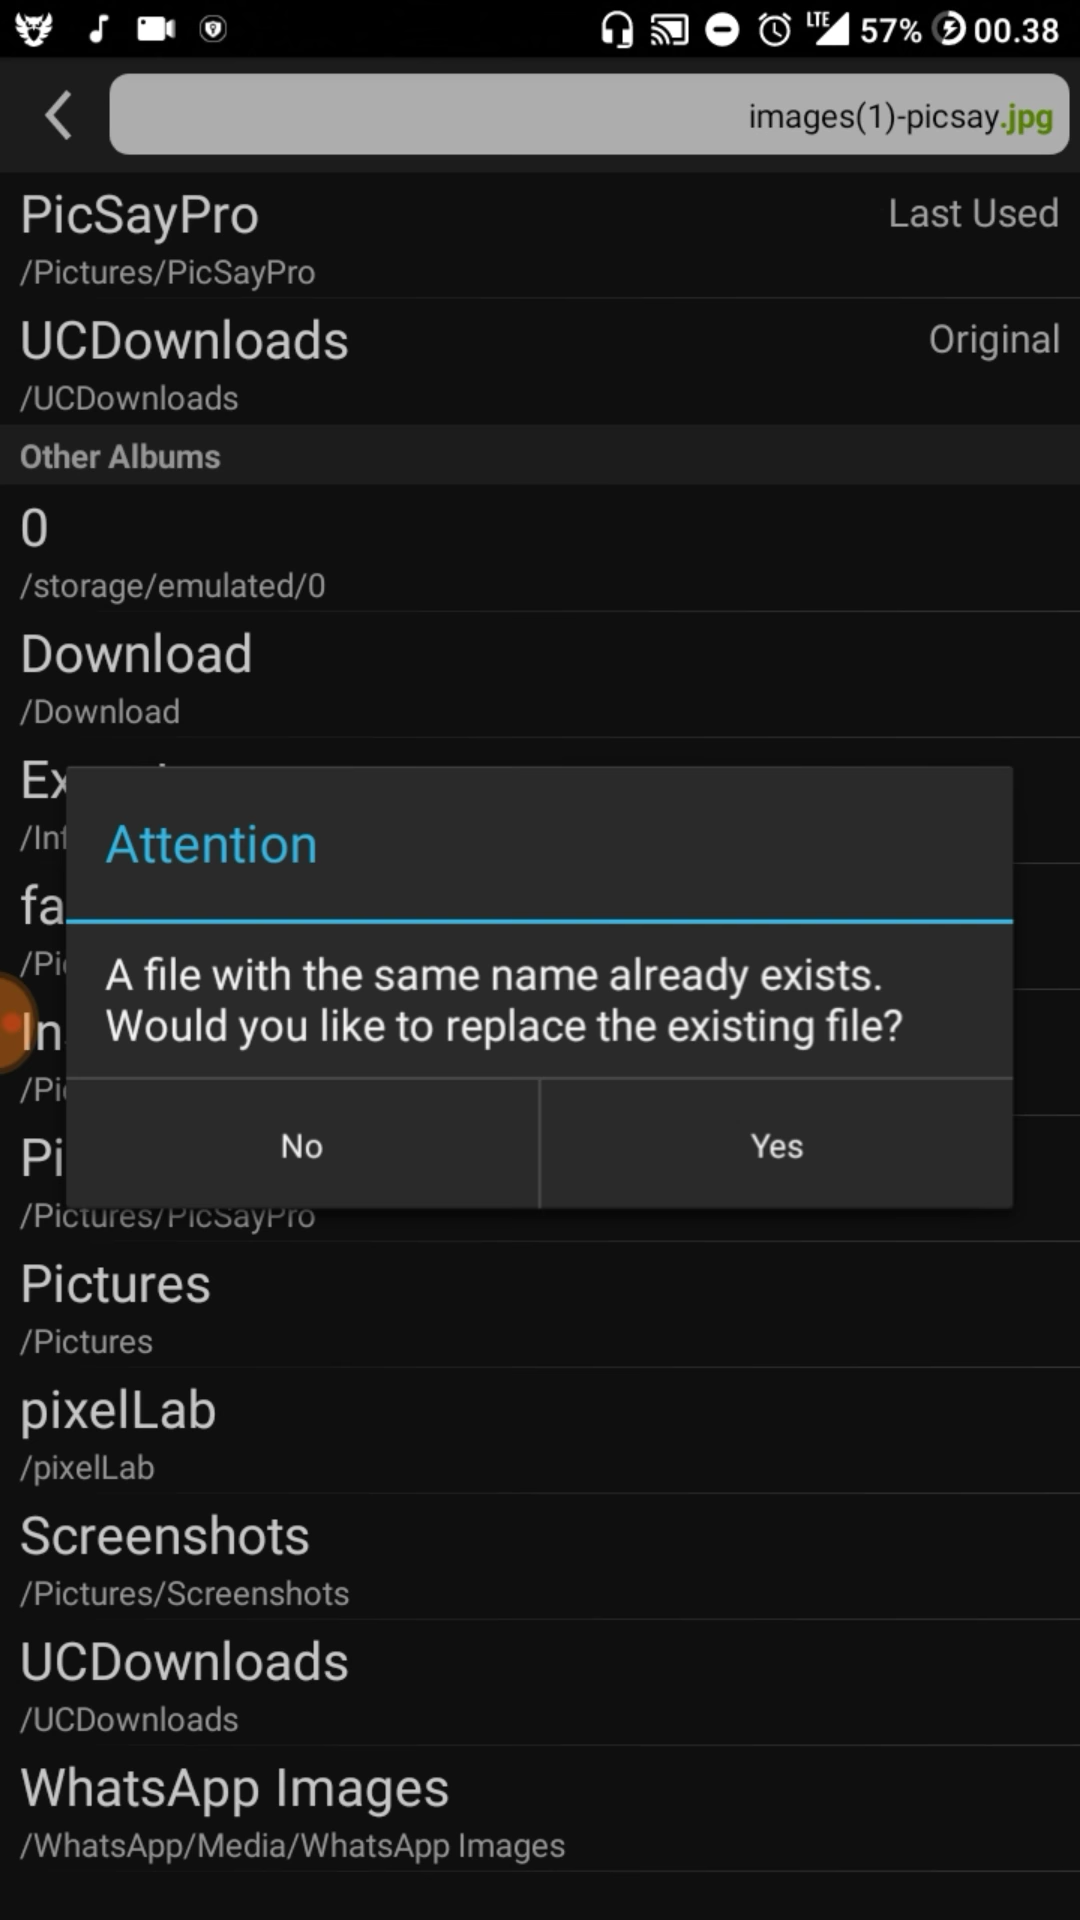 LTE 57% 00.38
images(1)-picsay.jpg
PicSayPro Last Used
/Pictures/PicSayPro
UCDownloads Original
/UCDownloads
Other Albums
0
/storage/emulated/0
Download
/Download
Attention
A file with the same name already exists.
Would you like to replace the existing file?
No Yes
/Pictures/PicSayPro
Pictures
/Pictures
pixelLab
/pixelLab
Screenshots
/Pictures/Screenshots
UCDownloads
/UCDownloads
WhatsApp Images
/WhatsApp/Media/WhatsApp Images